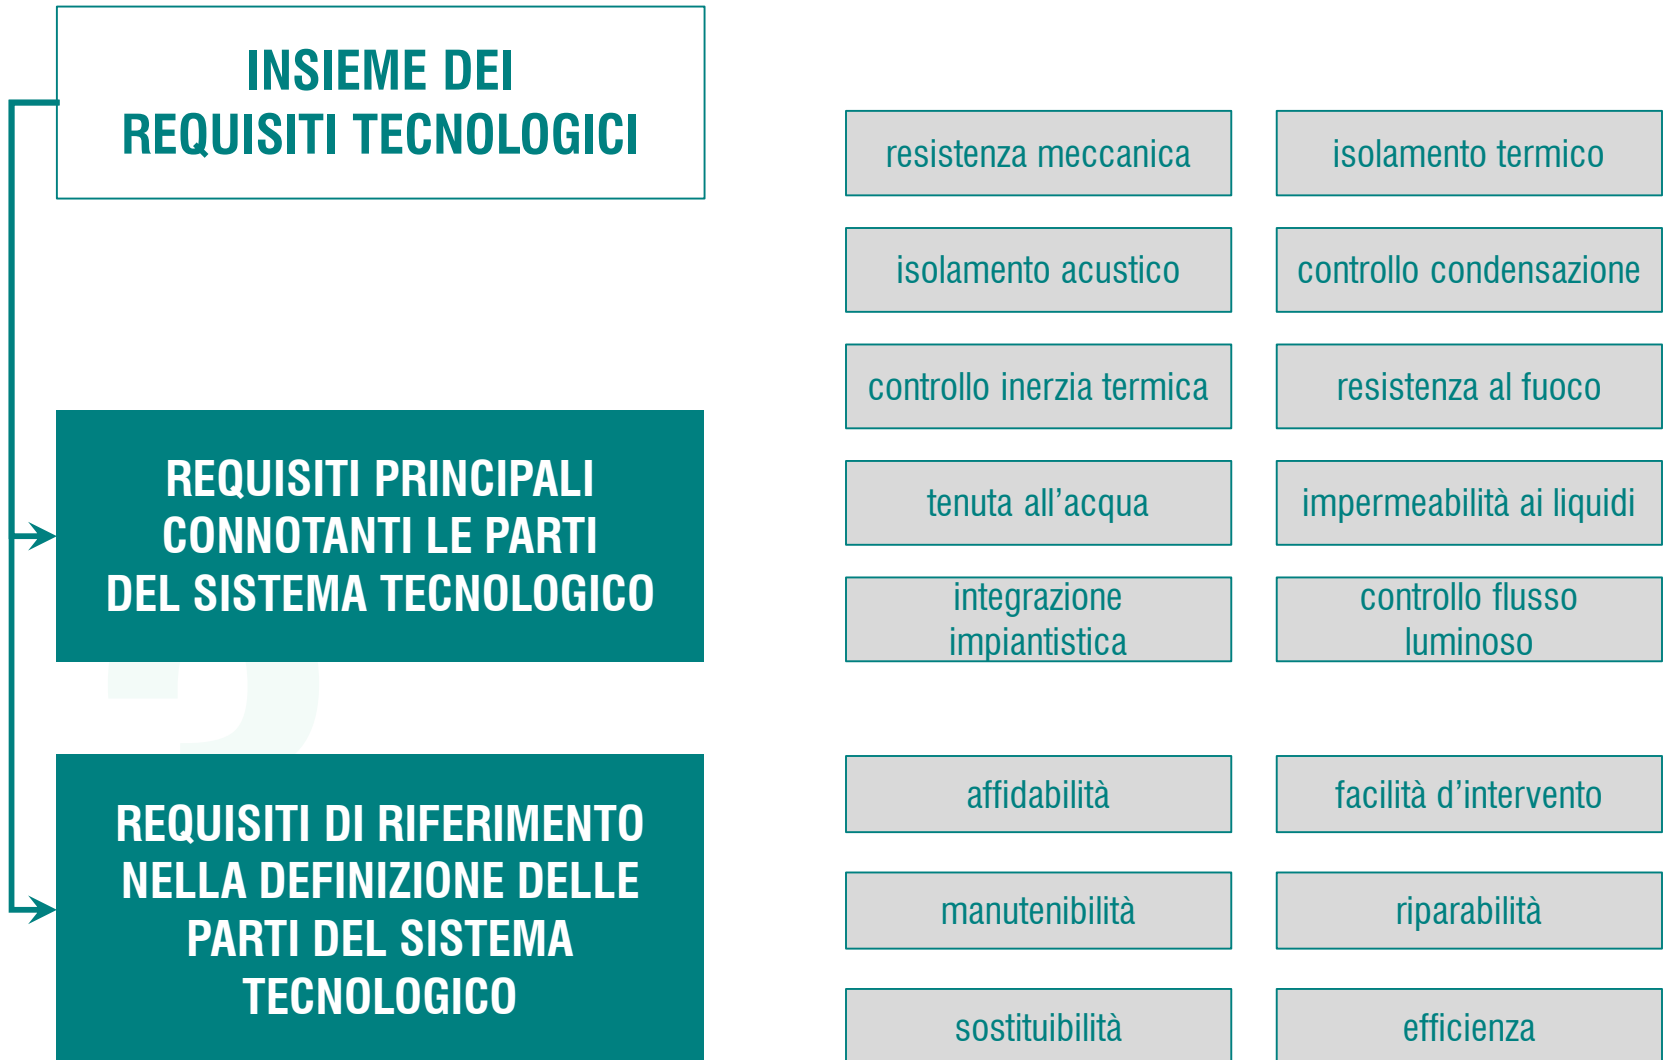 INSIEME DEI
REQUISITI TECNOLOGICI
resistenza meccanica
isolamento termico
isolamento acustico
controllo condensazione
controllo inerzia termica
resistenza al fuoco
REQUISITI PRINCIPALI
CONNOTANTI LE PARTI
DEL SISTEMA TECNOLOGICO
tenuta all’acqua
impermeabilità ai liquidi
integrazione
impiantistica
controllo flusso
luminoso
REQUISITI DI RIFERIMENTO
NELLA DEFINIZIONE DELLE
PARTI DEL SISTEMA
TECNOLOGICO
affidabilità
facilità d’intervento
manutenibilità
riparabilità
sostituibilità
efficienza